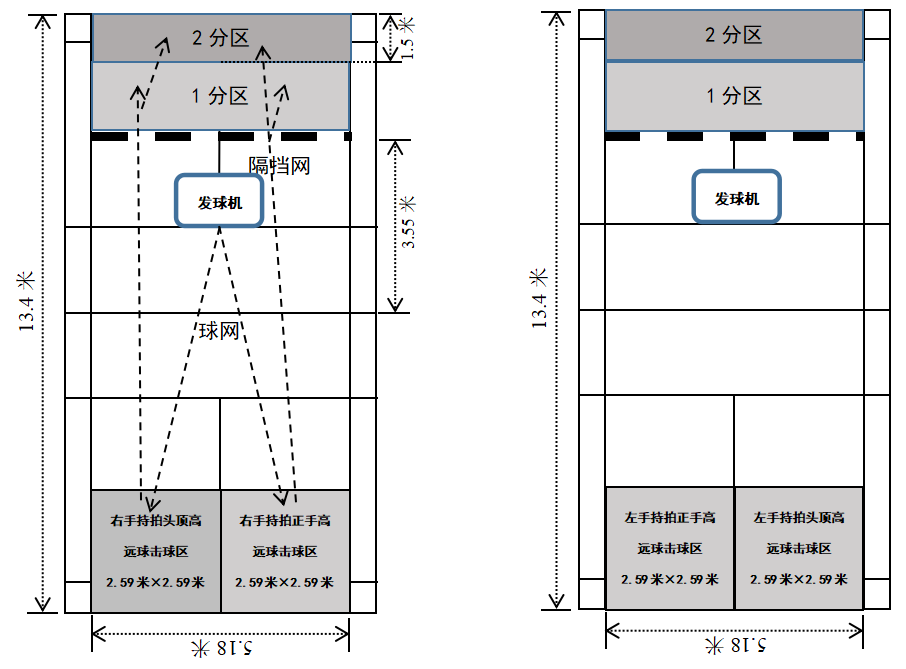 2 分区
1.5 米
1 分区
隔挡网
发球机
3.55 米
13.4 米
球网
右手持拍头顶高
远球击球区
2.59 米×2.59 米
右手持拍正手高
远球击球区
2.59 米×2.59 米
5.18 米
2 分区
1 分区
发球机
13.4 米
左手持拍正手高
远球击球区
2.59 米×2.59 米
左手持拍头顶高
远球击球区
2.59 米×2.59 米
5.18 米